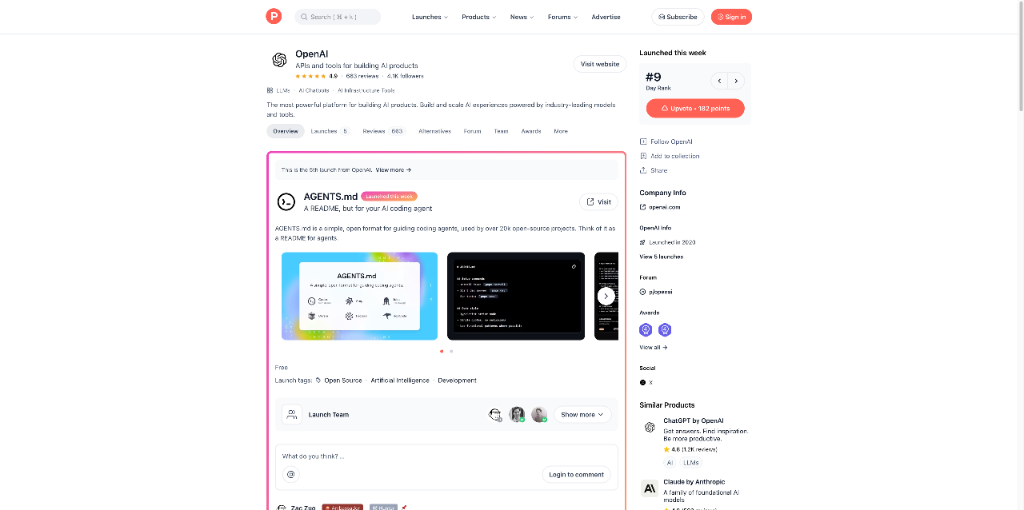 P
Search ( ⌘ + k )
Launches
Products
News
Forums
Advertise
Subscribe
Sign in
OpenAI
APIs and tools for building AI products
4.9 · 683 reviews · 4.1K followers
Visit website
LLMs · AI Chatbots · AI Infrastructure Tools
The most powerful platform for building AI products. Build and scale AI experiences powered by industry-leading models
and tools.
Overview
Launches 5
Reviews 683
Alternatives
Forum
Team
Awards
More
This is the 5th launch from OpenAI. View more →
AGENTS.md Launched this week
A README, but for your AI coding agent
Visit
AGENTS.md is a simple, open format for guiding coding agents, used by over 20k open-source projects. Think of it as
a README for agents
AGENTS.md
Free
Launch tags: Open Source · Artificial Intelligence · Development
Launch Team
Show more
What do you think? ...
@
Login to comment
Zac Zuo
Launched this week
#9
Day Rank
Upvote • 182 points
Follow OpenAI
Add to collection
Share
Company Info
openai.com
OpenAI Info
Launched in 2020
View 5 launches
Forum
p/openai
Awards
View all →
Social
X
Similar Products
ChatGPT by OpenAI
Get answers. Find inspiration.
Be more productive.
4.8 (1.2K reviews)
AI LLMs
Claude by Anthropic
A family of foundational AI
models